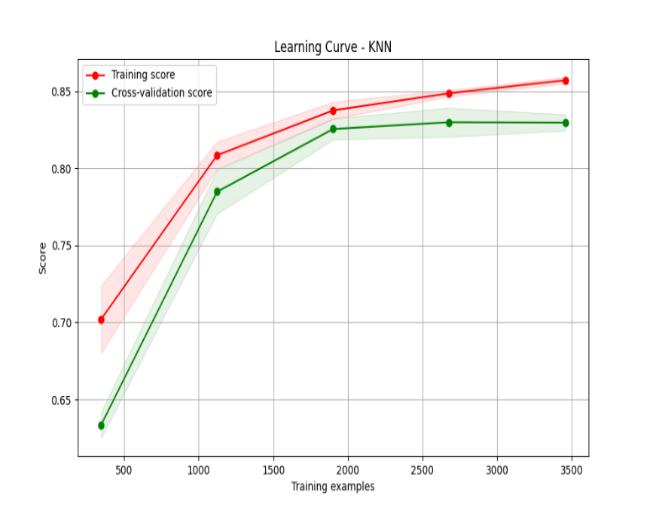 Learning Curve - KNN
Training score
Cross-validation score
0.85
0.80
0.75
0.70
0.65
Score
500 1000 1500 2000 2500 3000 3500
Training examples